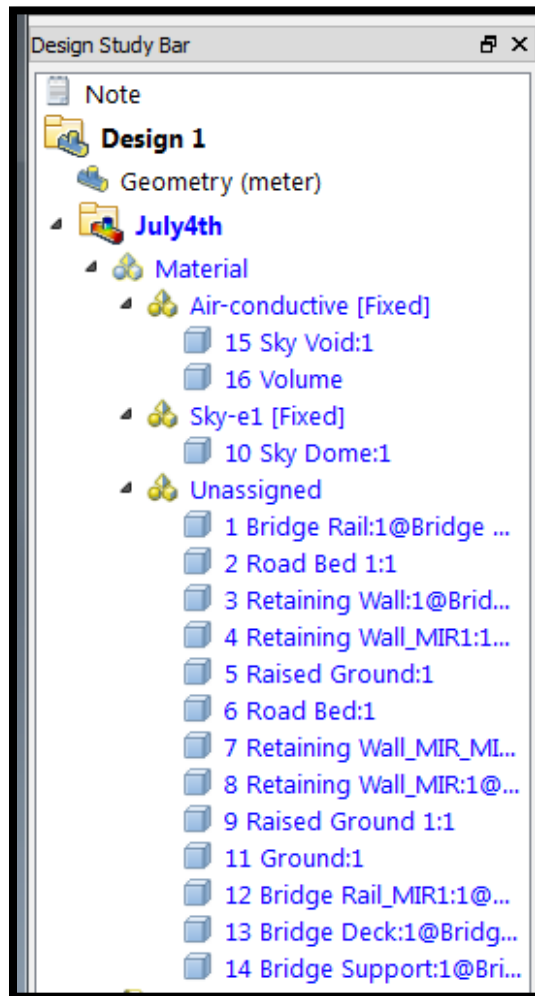 Design Study Bar
Note
Design 1
Geometry (meter)
July4th
Material
Air-conductive [Fixed]
15 Sky Void:1
16 Volume
Sky-e1 [Fixed]
10 Sky Dome:1
Unassigned
1 Bridge Rail:1@Bridge ...
2 Road Bed 1:1
3 Retaining Wall:1@Brid...
4 Retaining Wall_MIR1:1...
5 Raised Ground:1
6 Road Bed:1
7 Retaining Wall_MIR_MI...
8 Retaining Wall_MIR:1@...
9 Raised Ground 1:1
11 Ground:1
12 Bridge Rail_MIR1:1@...
13 Bridge Deck:1@Bridg...
14 Bridge Support:1@Bri...